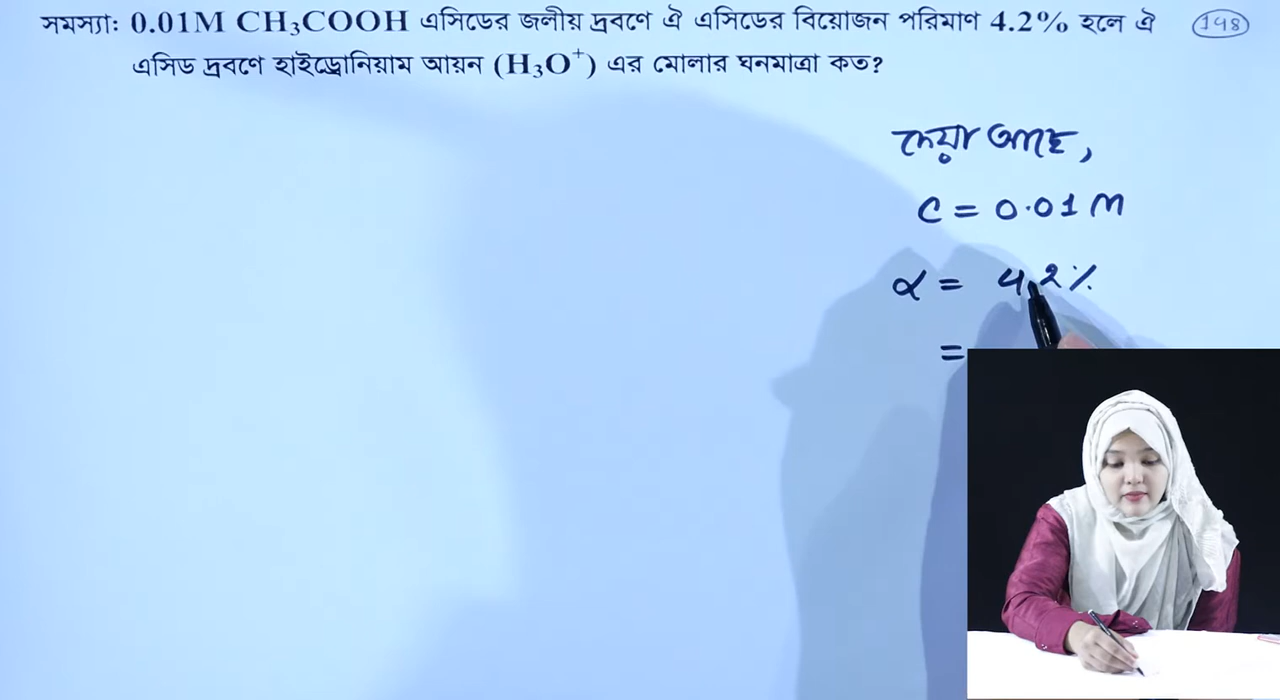 সমস্যা: 0.01M CH₃COOH এসিডের জলীয় দ্রবণে ঐ এসিডের বিয়োজন পরিমাণ 4.2% হলে ঐ (148)
এসিড দ্রবণে হাইড্রোনিয়াম আয়ন (H₃O⁺) এর মোলার ঘনমাত্রা কত?
দেয়া আছে,
C = 0.01 M
α = 4.2%
=